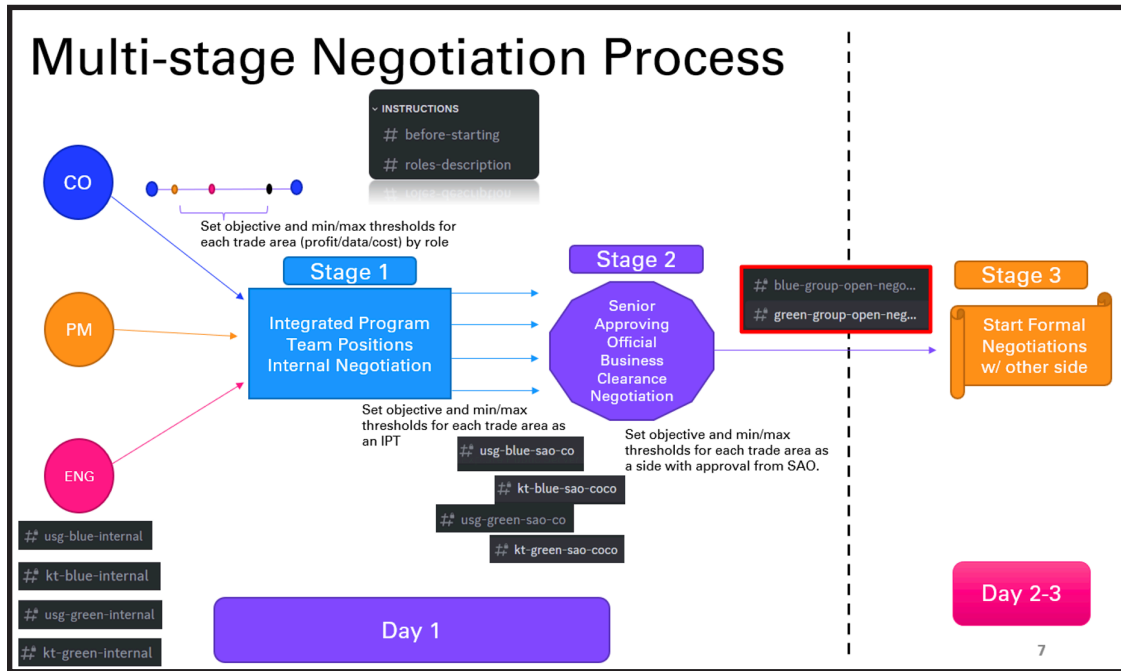 Multi-stage Negotiation Process
INSTRUCTIONS
# before-starting
# roles-description
CO
Set objective and min/max thresholds for
each trade area (profit/data/cost) by role
Stage 1
Stage 2
Stage 3
PM
Integrated Program
Team Positions
Internal Negotiation
Senior
Approving
Official
Business
Clearance
Negotiation
# blue-group-open-nego...
# green-group-open-neg...
Start Formal
Negotiations
w/ other side
Set objective and min/max
thresholds for each trade area as
an IPT
Set objective and min/max
thresholds for each trade area as
a side with approval from SAO.
ENG
# usg-blue-sao-co
# kt-blue-sao-coco
# usg-green-sao-co
# kt-green-sao-coco
# usg-blue-internal
# kt-blue-internal
# usg-green-internal
# kt-green-internal
Day 1
Day 2-3
7